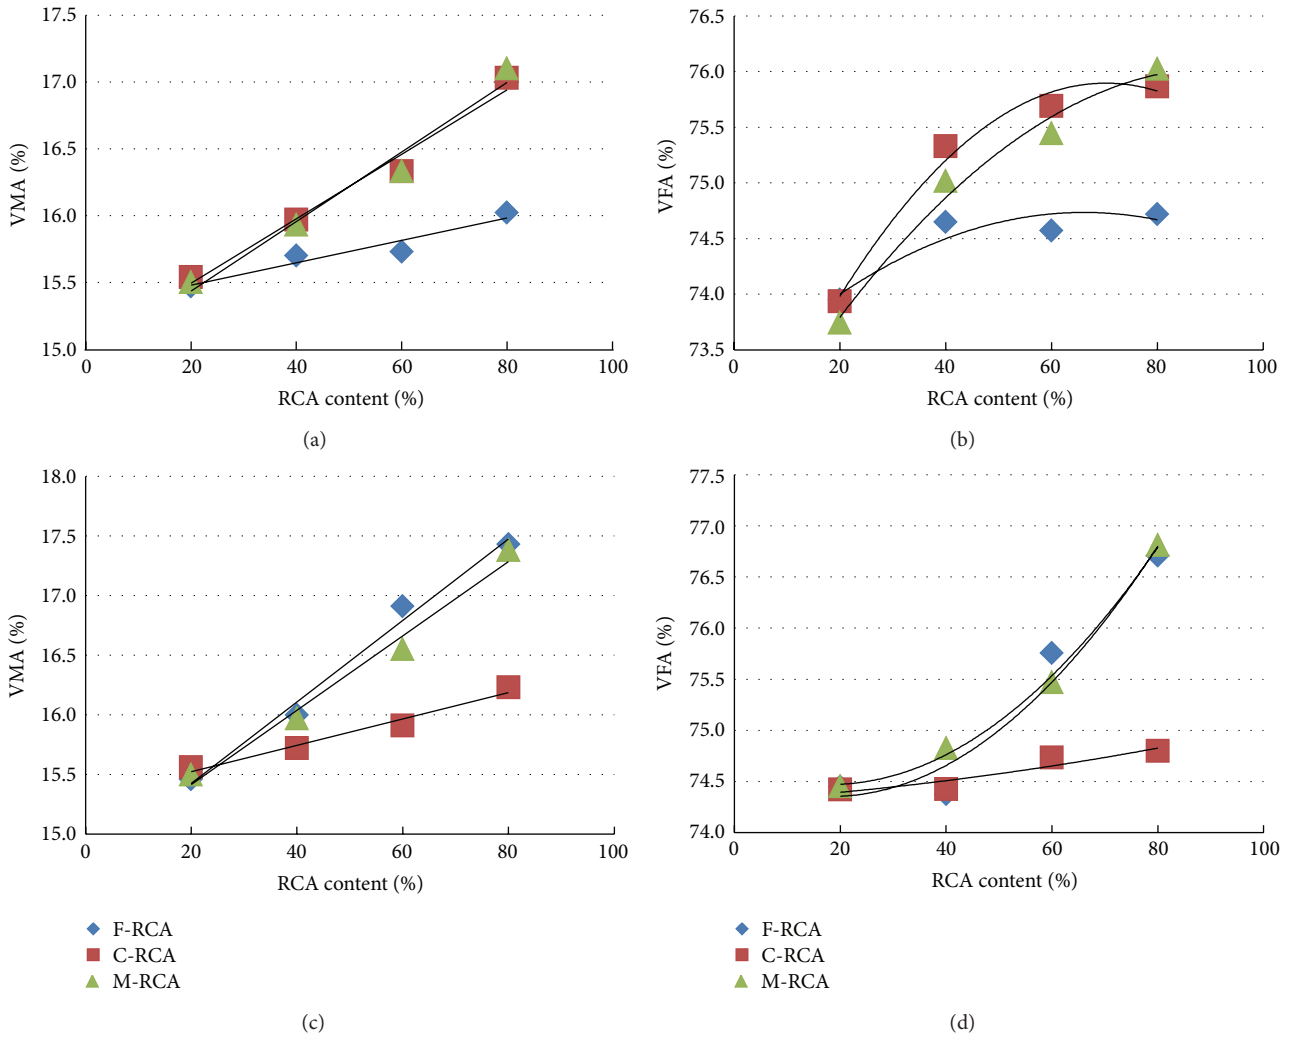 17.5
17.0
16.5
16.0
15.5
15.0
VMA (%)
0 20 40 60 80 100
RCA content (%)
(a)
76.5
76.0
75.5
75.0
74.5
74.0
73.5
VFA (%)
0 20 40 60 80 100
RCA content (%)
(b)
18.0
17.5
17.0
16.5
16.0
15.5
15.0
VMA (%)
0 20 40 60 80 100
RCA content (%)
F-RCA
C-RCA
M-RCA
(c)
77.5
77.0
76.5
76.0
75.5
75.0
74.5
74.0
VFA (%)
0 20 40 60 80 100
RCA content (%)
F-RCA
C-RCA
M-RCA
(d)